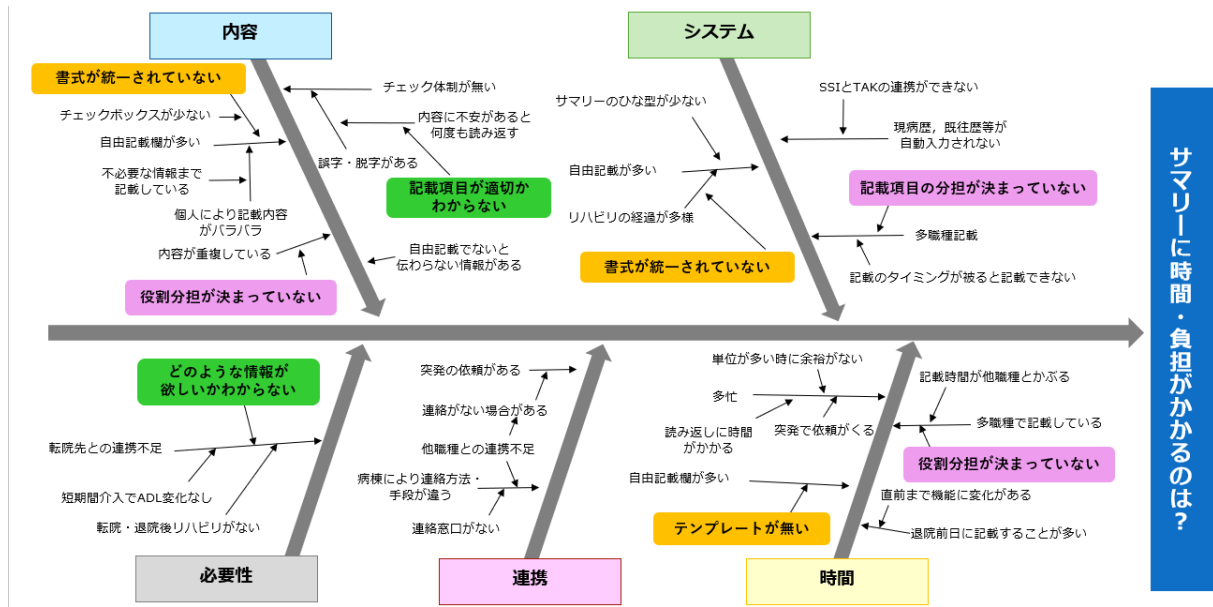 内容
書式が統一されていない
チェックボックスが少ない
自由記載欄が多い
不必要な情報まで
記載している
個人により記載内容
がバラバラ
内容が重複している
役割分担が決まっていない
チェック体制が無い
内容に不安があると
何度も読み返す
誤字・脱字がある
記載項目が適切か
わからない
自由記載でないと
伝わらない情報がある
システム
サマリーのひな型が少ない
自由記載が多い
リハビリの経過が多様
書式が統一されていない
SSIとTAKの連携ができない
現病歴，既往歴等が
自動入力されない
記載項目の分担が決まっていない
多職種記載
記載のタイミングが被ると記載できない
サマリーに時間・負担がかかるのは？
どのような情報が
欲しいかわからない
転院先との連携不足
短期間介入でADL変化なし
転院・退院後リハビリがない
必要性
突発の依頼がある
連絡がない場合がある
他職種との連携不足
病棟により連絡方法・
手段が違う
連絡窓口がない
連携
単位が多い時に余裕がない
多忙
読み返しに時間
がかかる
突発で依頼がくる
自由記載欄が多い
テンプレートが無い
記載時間が他職種とかぶる
多職種で記載している
役割分担が決まっていない
直前まで機能に変化がある
退院前日に記載することが多い
時間